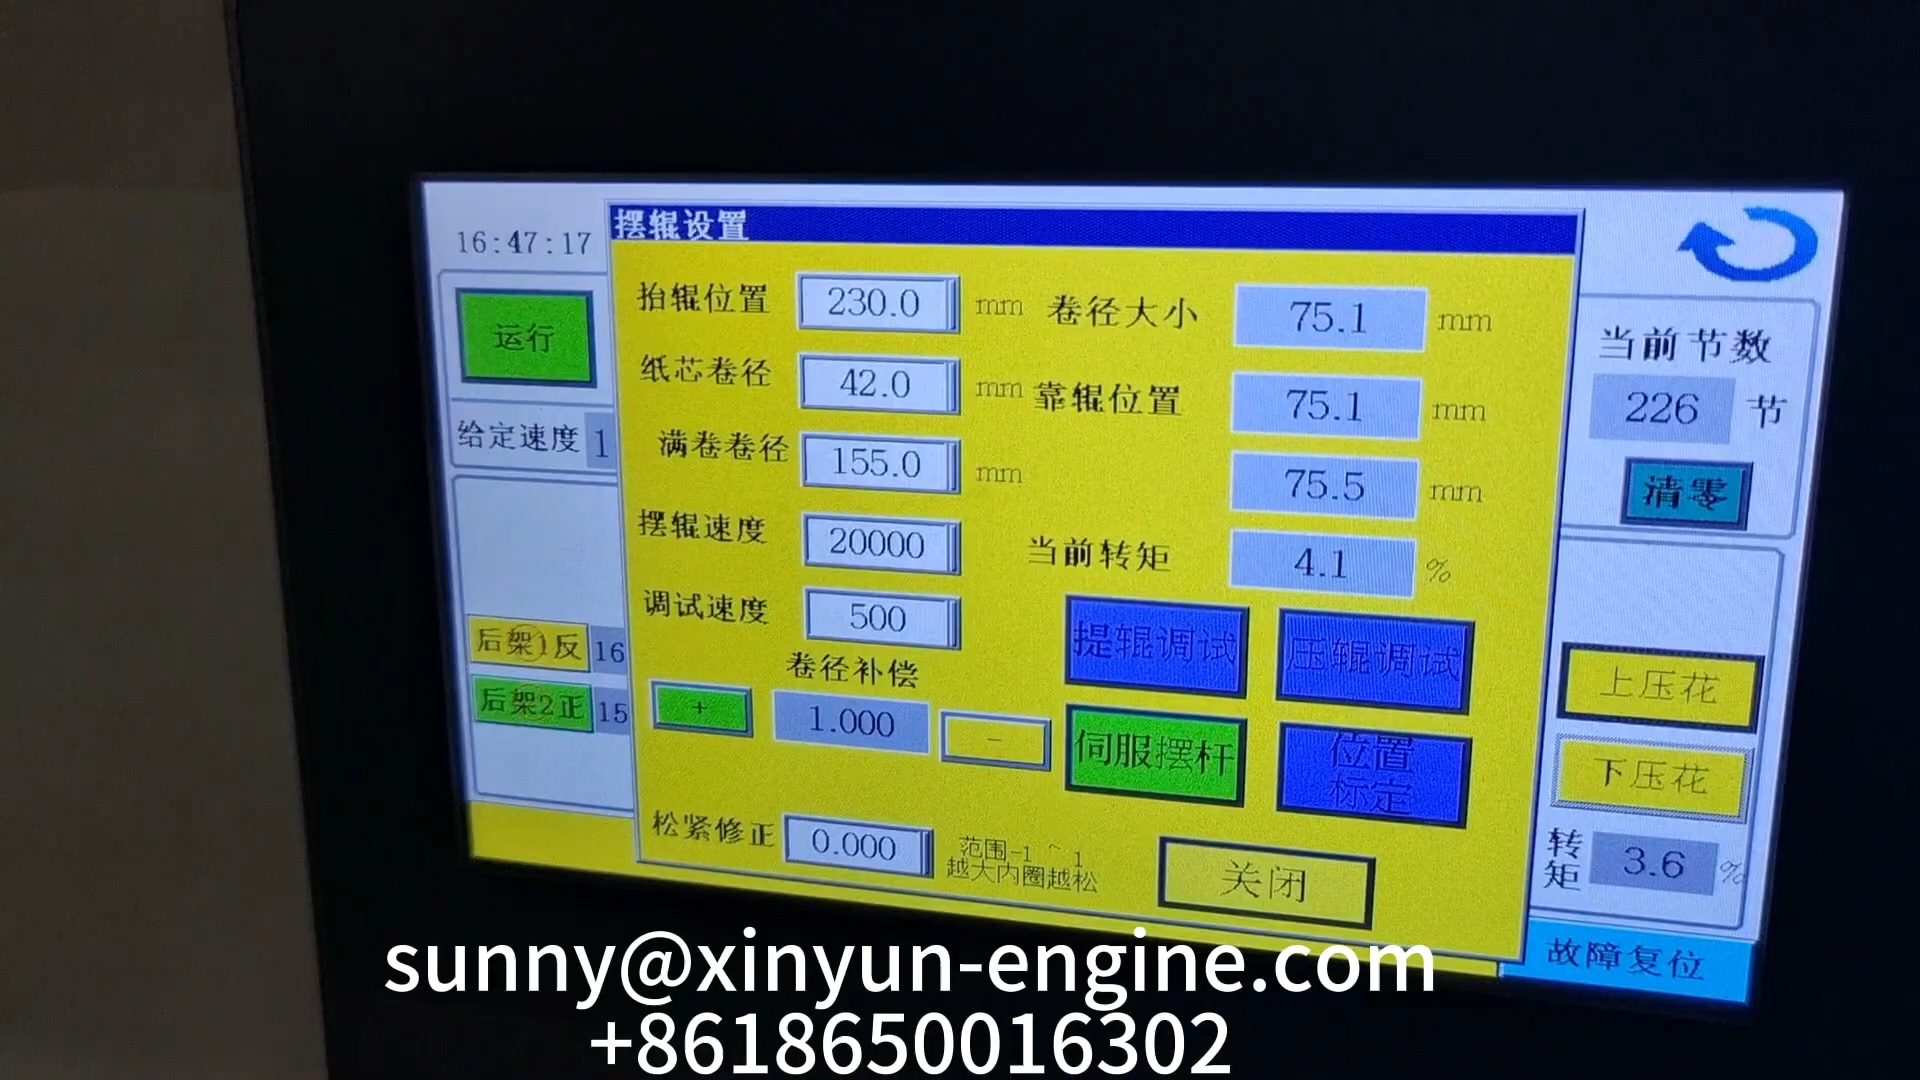 16:47:17
运行
给定速度 1
后架1反 16
后架2正 15
摆辊设置
抬辊位置 230.0 mm
纸芯卷径 42.0 mm
满卷卷径 155.0 mm
摆辊速度 20000
调试速度 500
卷径补偿
+ 1.000 -
松紧修正 0.000
范围-1 ~ 1
越大内圈越松
卷径大小 75.1 mm
靠辊位置 75.1 mm
75.5 mm
当前转矩 4.1 %
提辊调试
压辊调试
伺服摆杆
位置
标定
关闭
当前节数
226 节
清零
上压花
下压花
转矩 3.6 %
故障复位
sunny@xinyun-engine.com
+8618650016302